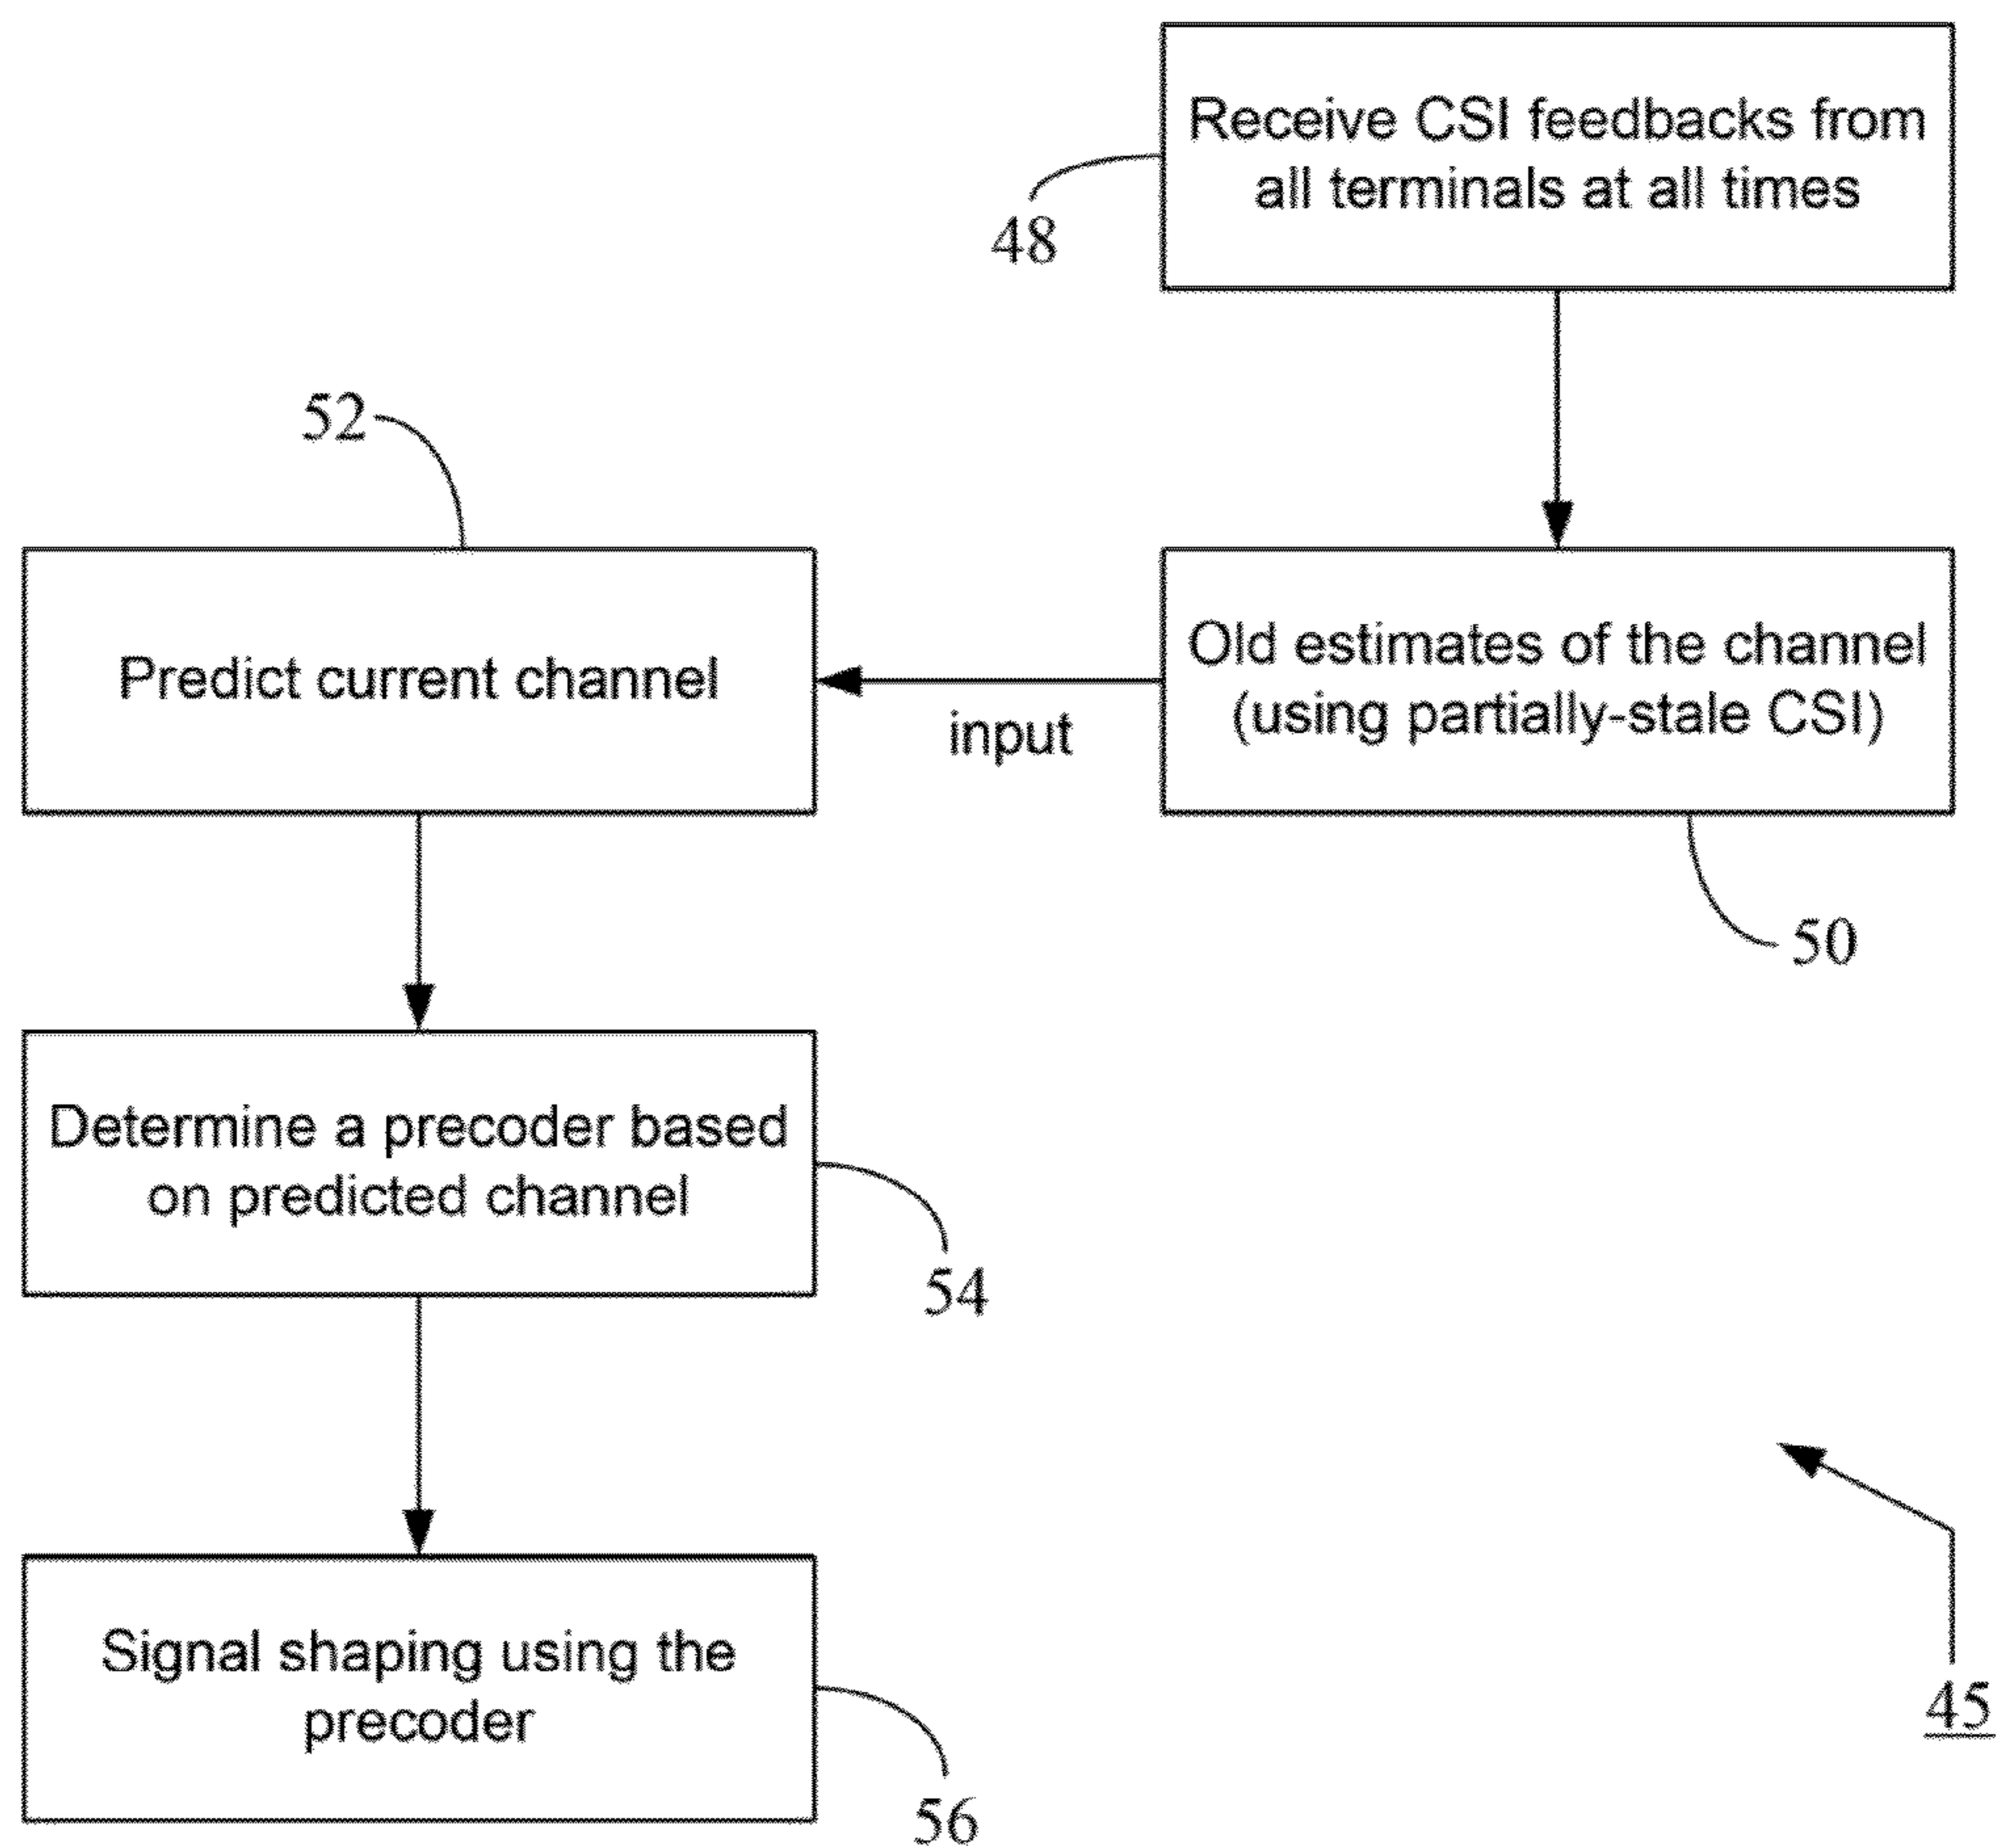 Receive CSI feedbacks from
all terminals at all times
48
52
Predict current channel
input
Old estimates of the channel
(using partially-stale CSI)
50
Determine a precoder based
on predicted channel
54
Signal shaping using the
precoder
56
45